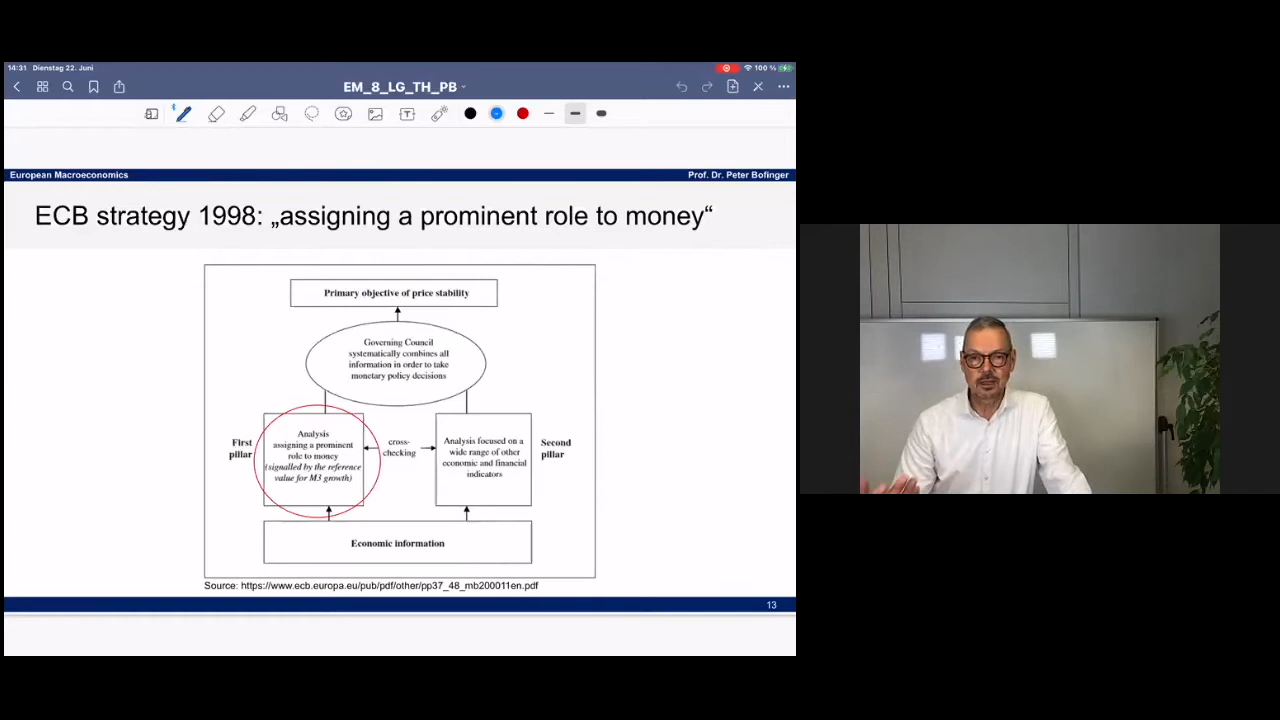 14:31 Dienstag 22. Juni
100 %
EM_8_LG_TH_PB
European Macroeconomics
Prof. Dr. Peter Bofinger
ECB strategy 1998: „assigning a prominent role to money“
Primary objective of price stability
Governing Council
systematically combines all
information in order to take
monetary policy decisions
First
pillar
Analysis
assigning a prominent
role to money
(signalled by the reference
value for M3 growth)
cross-
checking
Analysis focused on a
wide range of other
economic and financial
indicators
Second
pillar
Economic information
Source: https://www.ecb.europa.eu/pub/pdf/other/pp37_48_mb200011en.pdf
13